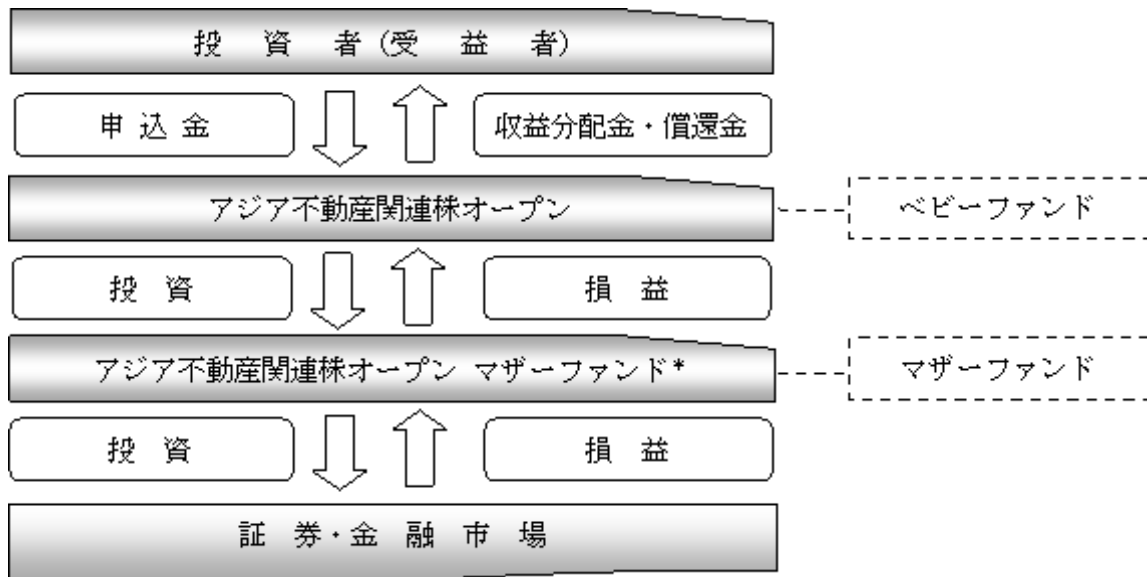 投資者(受益者)
申込金
収益分配金・償還金
アジア不動産関連株オープン
ベビーファンド
投資
損益
アジア不動産関連株オープン マザーファンド*
マザーファンド
投資
損益
証券・金融市場